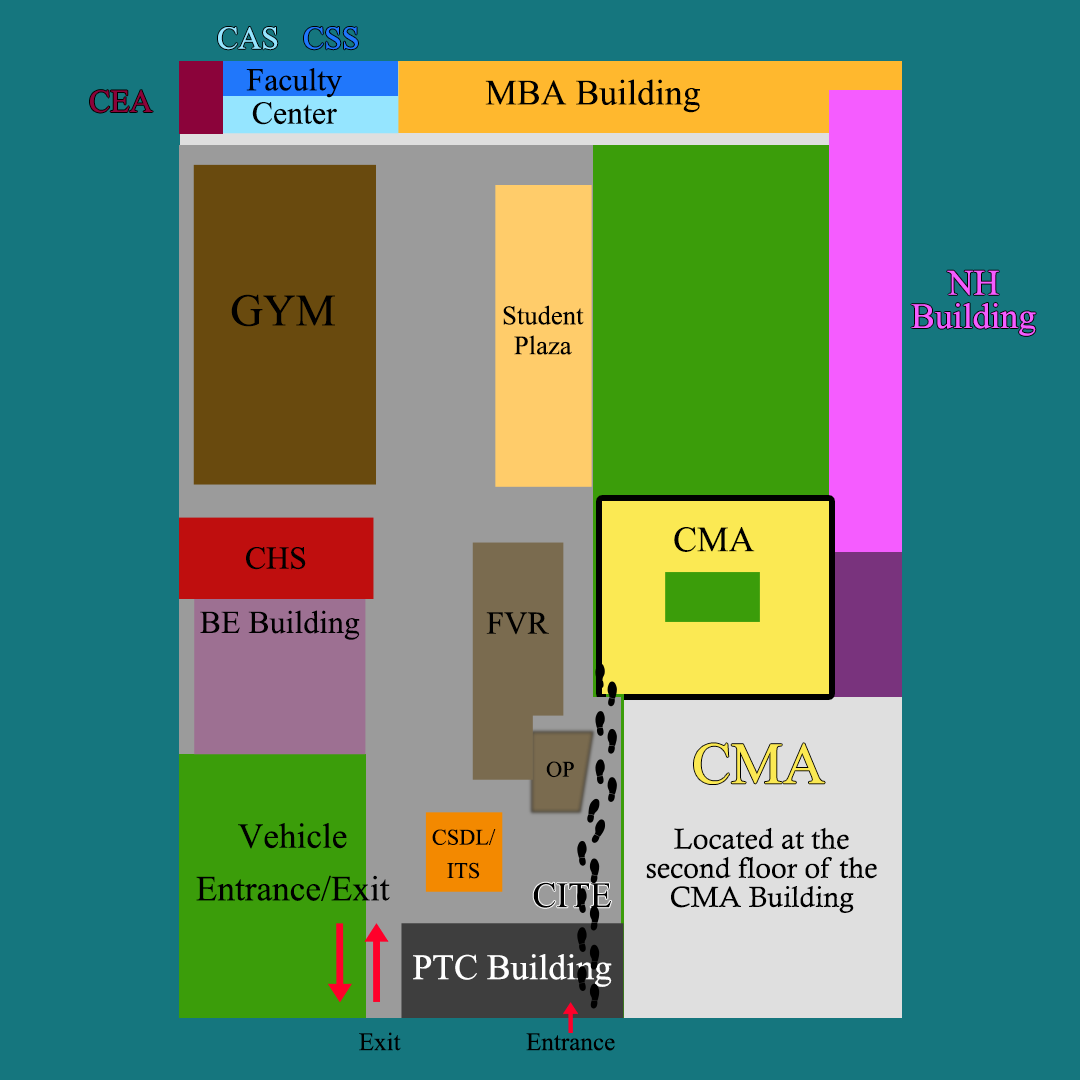 CAS CSS
CEA
Faculty
Center
MBA Building
GYM
Student
Plaza
NH
Building
CHS
BE Building
FVR
CMA
OP
CMA
Located at the
second floor of the
CMA Building
Vehicle
Entrance/Exit
CSDL/
ITS
CITE
PTC Building
Exit
Entrance